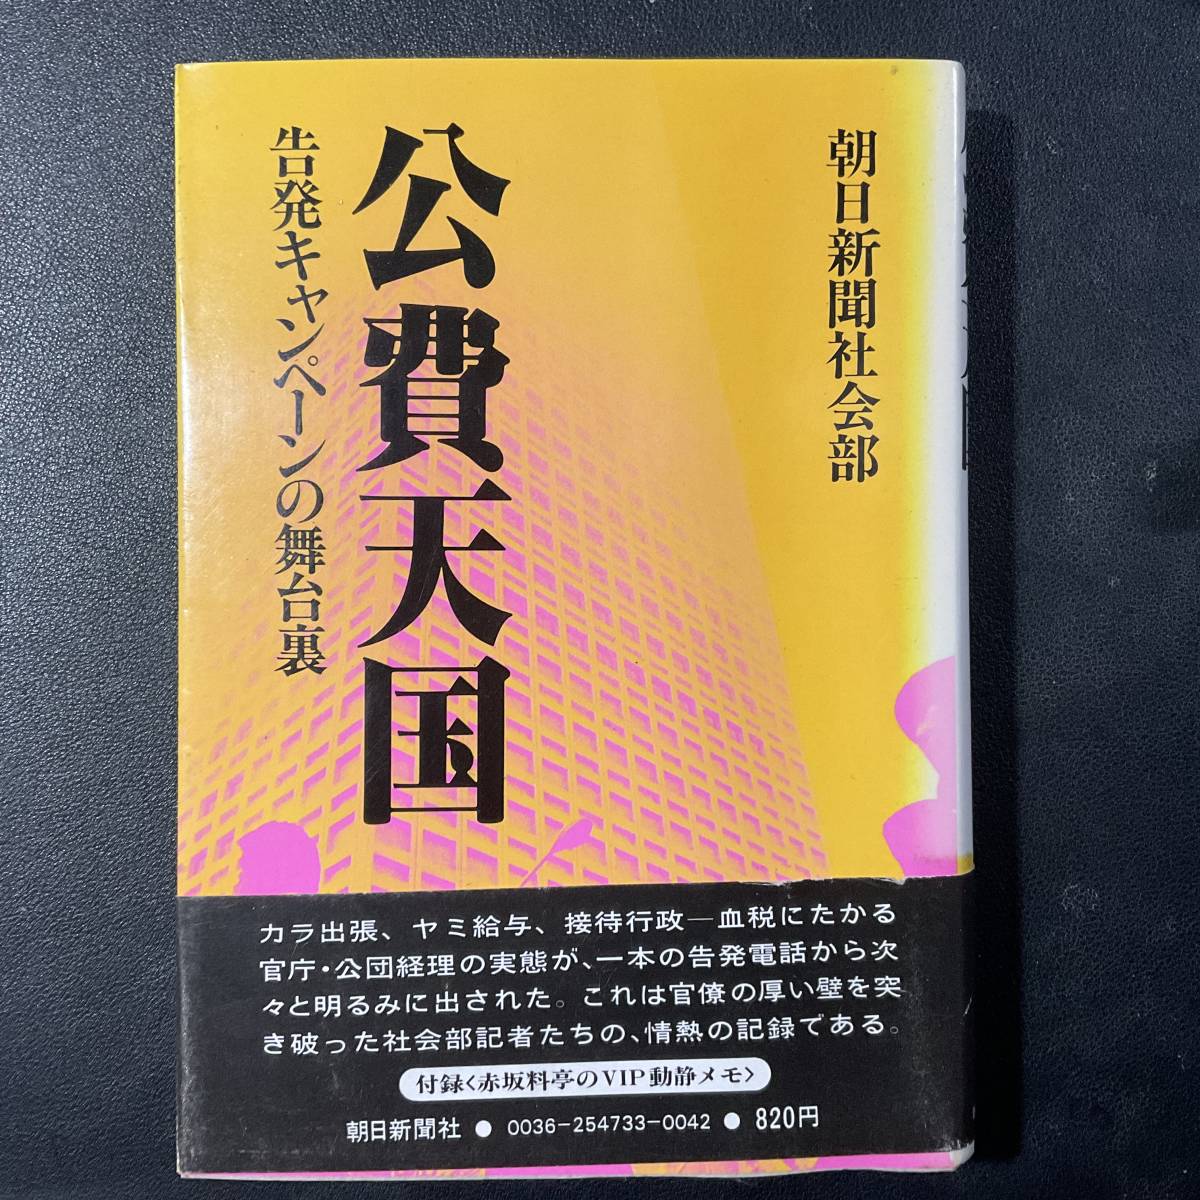 朝日新聞社会部
公費天国
告発キャンペーンの舞台裏
カラ出張、ヤミ給与、接待行政―血税にたかる
官庁・公団経理の実態が、一本の告発電話から次
々と明るみに出された。これは官僚の厚い壁を突
き破った社会部記者たちの、情熱の記録である。
付録〈赤坂料亭のVIP動静メモ〉
朝日新聞社 ● 0036-254733-0042 ● 820円